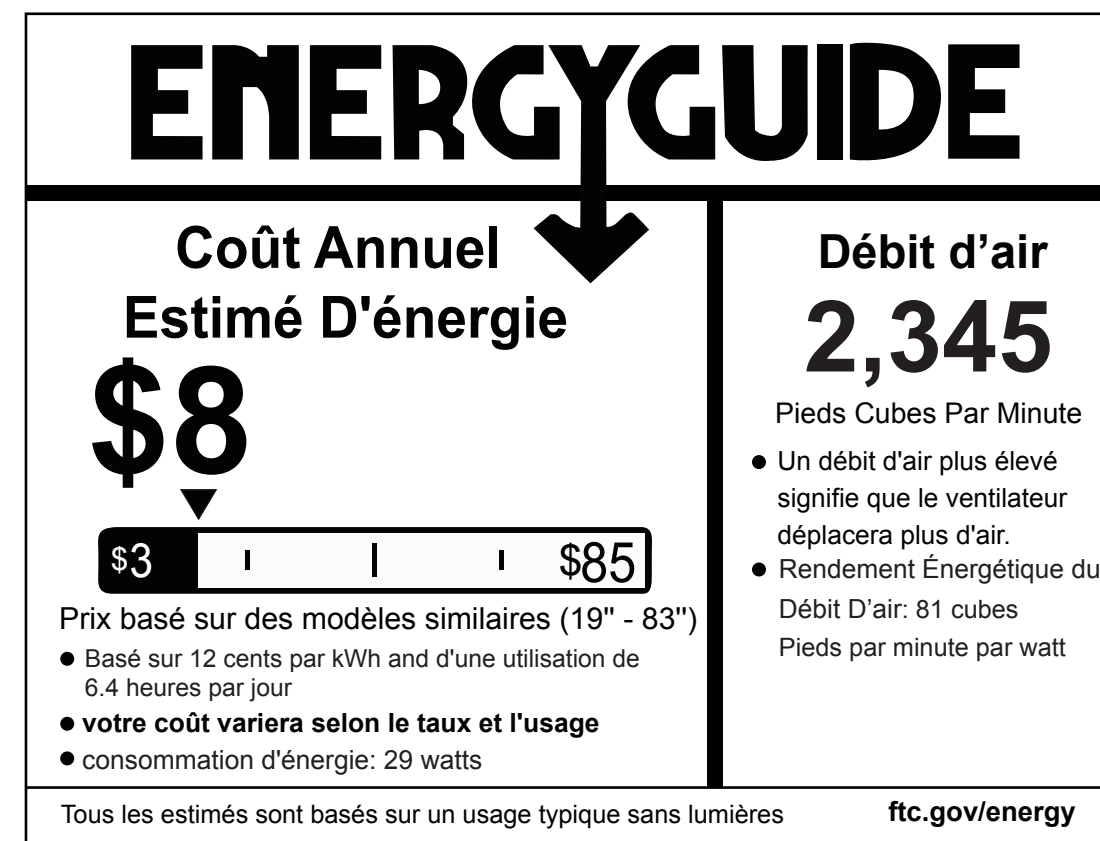 ENERGYGUIDE
Coût Annuel
Estimé D'énergie
$8
$3 $85
Prix basé sur des modèles similaires (19" - 83")
● Basé sur 12 cents par kWh and d'une utilisation de
6.4 heures par jour
● votre coût variera selon le taux et l'usage
● consommation d'énergie: 29 watts
Débit d’air
2,345
Pieds Cubes Par Minute
● Un débit d'air plus élevé
signifie que le ventilateur
déplacera plus d'air.
● Rendement Énergétique du
Débit D’air: 81 cubes
Pieds par minute par watt
Tous les estimés sont basés sur un usage typique sans lumières
ftc.gov/energy